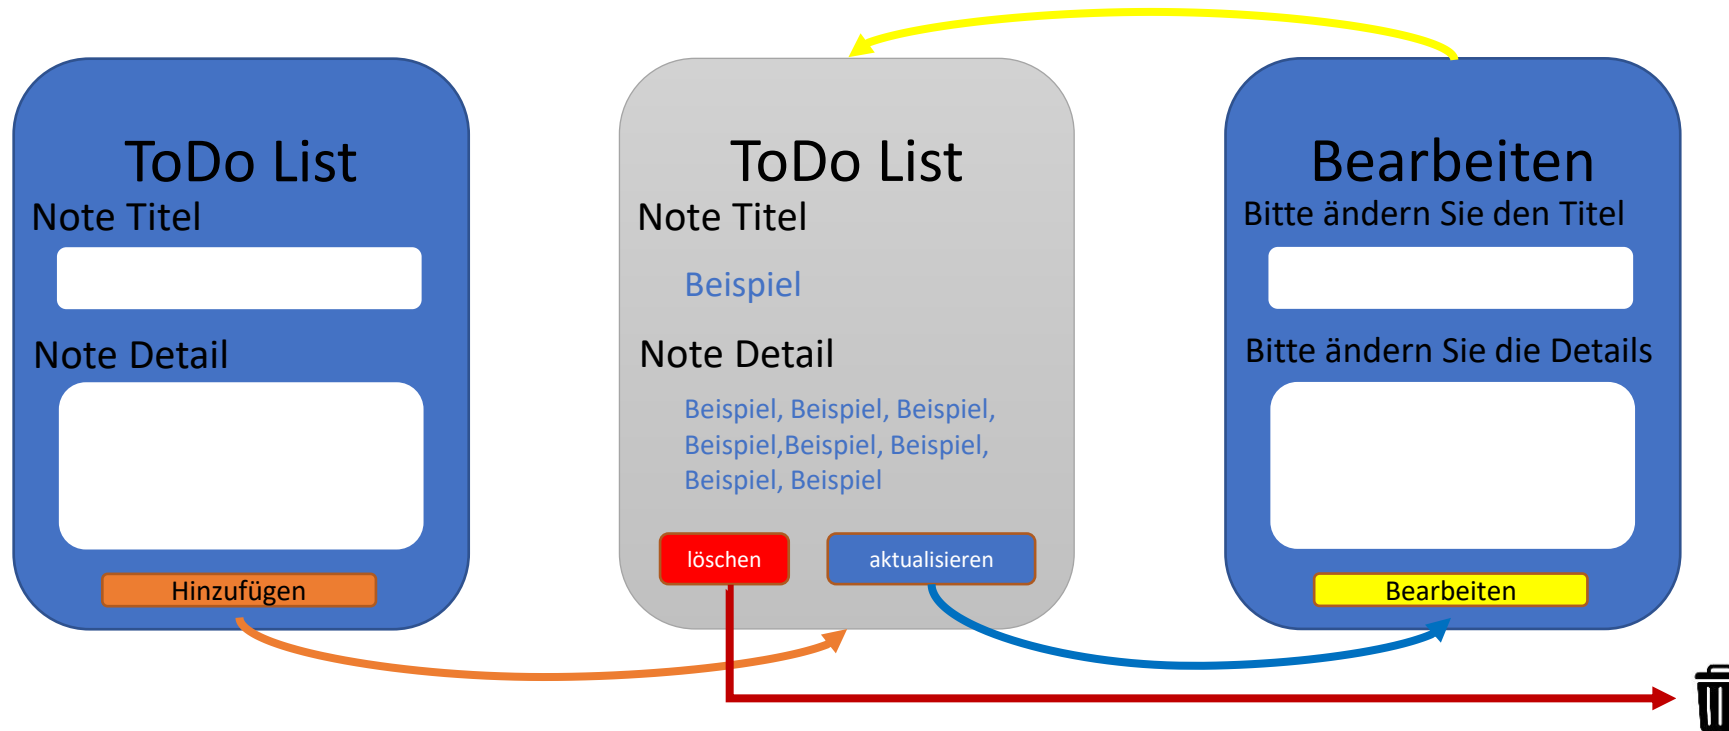 ToDo List
Note Titel
Note Detail
Hinzufügen
ToDo List
Note Titel
Beispiel
Note Detail
Beispiel, Beispiel, Beispiel,
Beispiel,Beispiel, Beispiel,
Beispiel, Beispiel
löschen
aktualisieren
Bearbeiten
Bitte ändern Sie den Titel
Bitte ändern Sie die Details
Bearbeiten